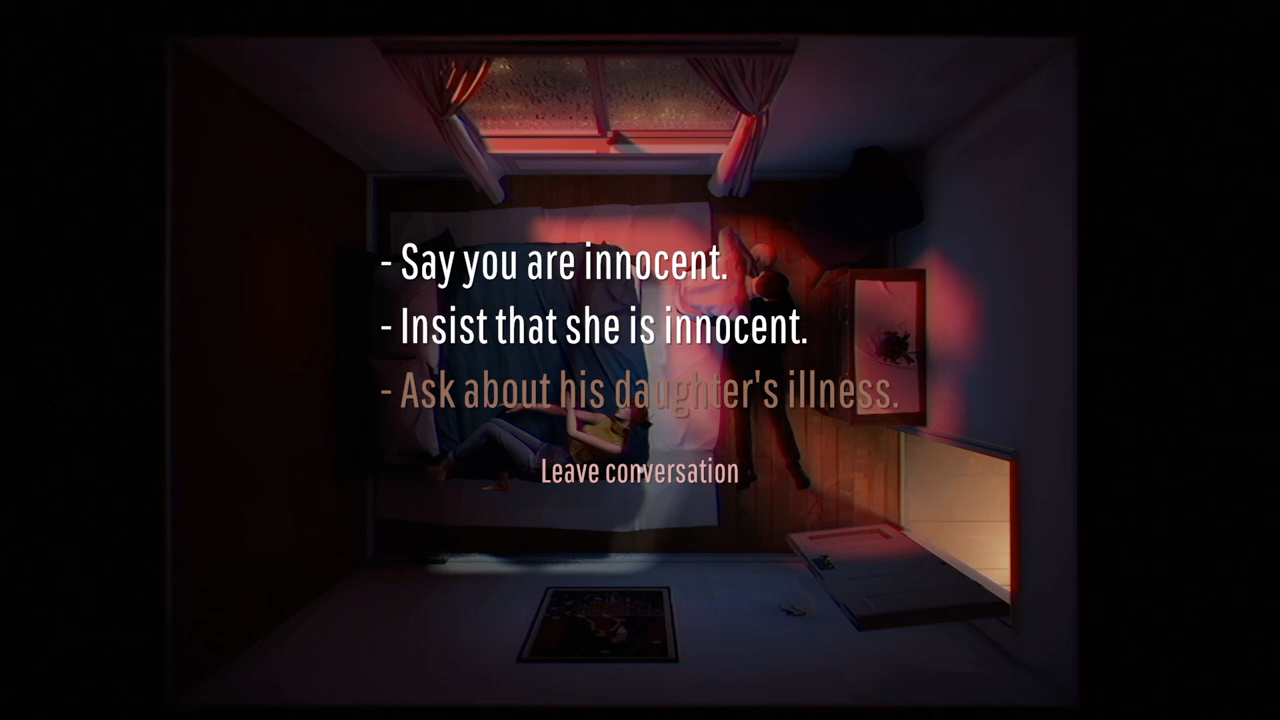 - Say you are innocent.
- Insist that she is innocent.
- Ask about his daughter's illness.
Leave conversation